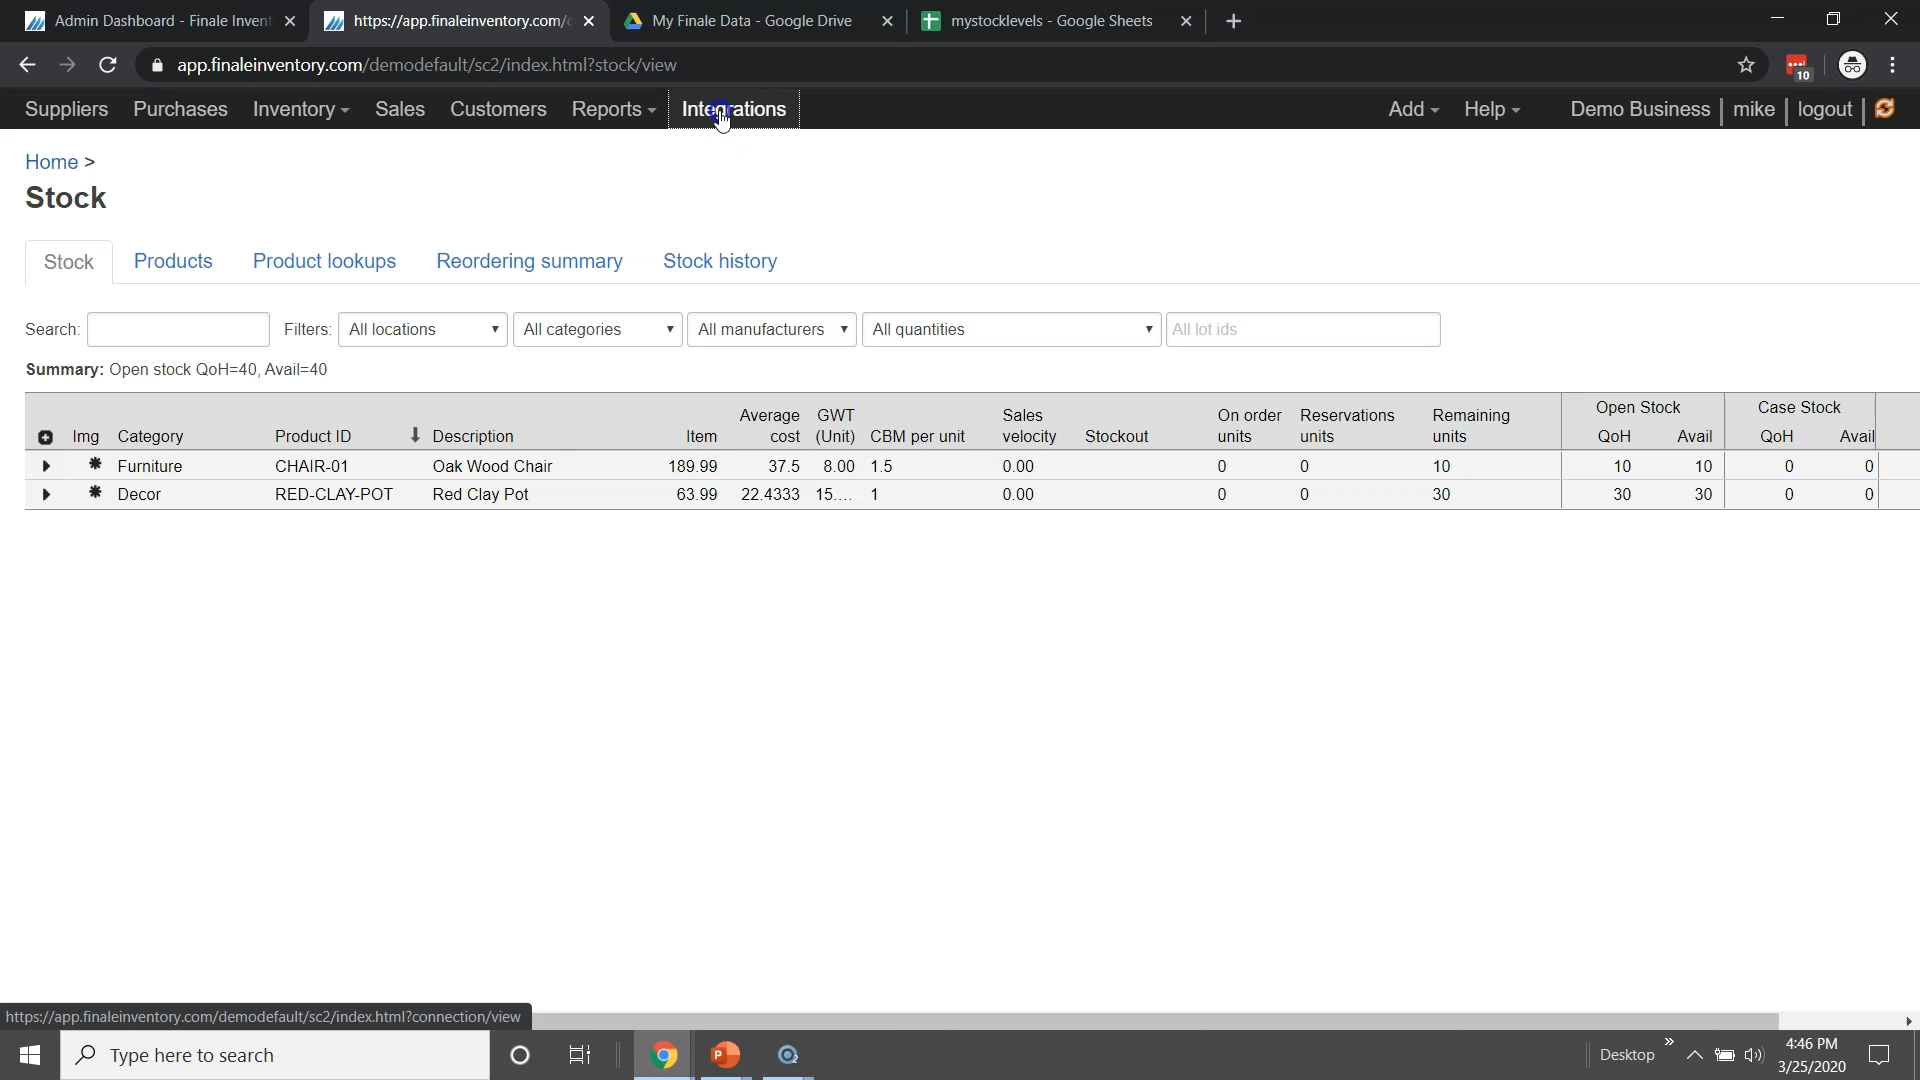 Admin Dashboard - Finale Invent
https://app.finaleinventory.com/
My Finale Data - Google Drive
mystocklevels - Google Sheets
app.finaleinventory.com/demodefault/sc2/index.html?stock/view
10
Suppliers Purchases Inventory Sales Customers Reports Integrations Add Help Demo Business mike logout
Home >
Stock
Stock Products Product lookups Reordering summary Stock history
Search: Filters: All locations All categories All manufacturers All quantities All lot ids
Summary: Open stock QoH=40, Avail=40
Average GWT Sales On order Reservations Remaining Open Stock Case Stock
Img Category Product ID Description Item cost (Unit) CBM per unit velocity Stockout units units units QoH Avail QoH Avail
Furniture CHAIR-01 Oak Wood Chair 189.99 37.5 8.00 1.5 0.00 0 0 10 10 10 0 0
Decor RED-CLAY-POT Red Clay Pot 63.99 22.4333 15.... 1 0.00 0 0 30 30 30 0 0
https://app.finaleinventory.com/demodefault/sc2/index.html?connection/view
Type here to search
Desktop
4:46 PM
3/25/2020